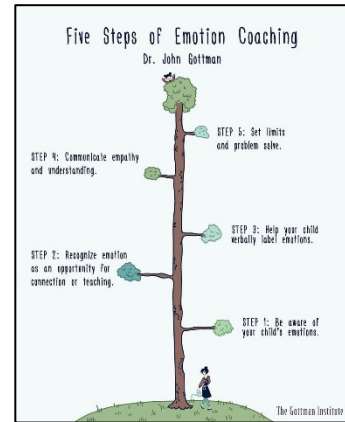 Five Steps of Emotion Coaching
Dr. John Gottman
STEP 5: Set limits
and problem solve.
STEP 4: Communicate empathy
and understanding.
STEP 3: Help your child
verbally label emotions.
STEP 2: Recognize emotion
as an opportunity for
connection or teaching.
STEP 1: Be aware of
your child's emotions.
The Gottman Institute